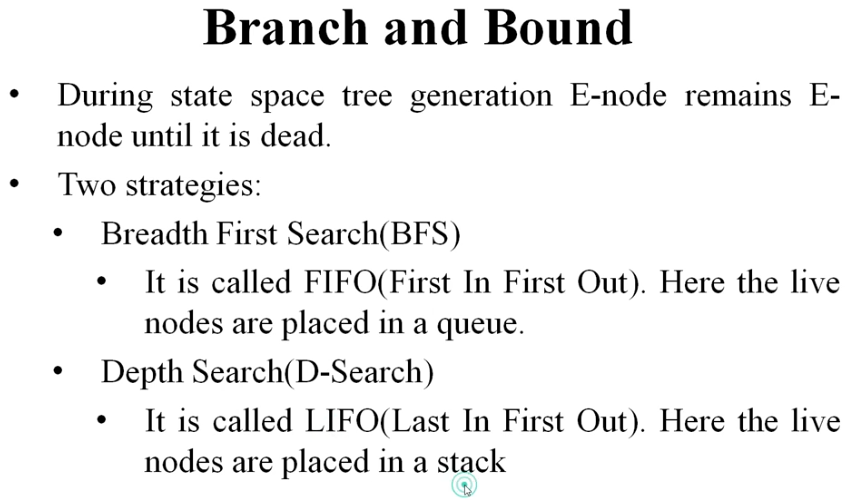 Branch and Bound
• During state space tree generation E-node remains E-
node until it is dead.
• Two strategies:
• Breadth First Search(BFS)
• It is called FIFO(First In First Out). Here the live
nodes are placed in a queue.
• Depth Search(D-Search)
• It is called LIFO(Last In First Out). Here the live
nodes are placed in a stack